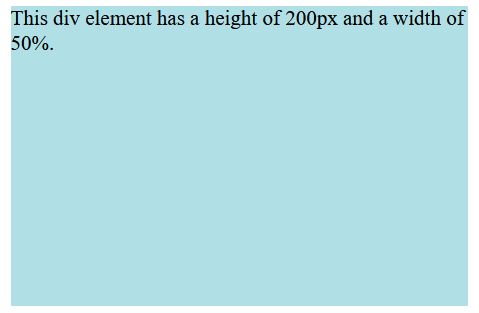 This div element has a height of 200px and a width of
50%.